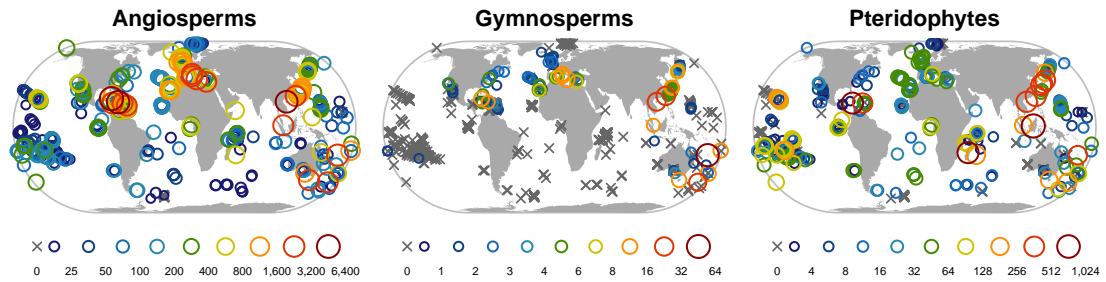 Angiosperms Gymnosperms Pteridophytes
0 25 50 100 200 400 800 1,600 3,200 6,400 0 1 2 3 4 6 8 16 32 64 0 4 8 16 32 64 128 256 512 1,024